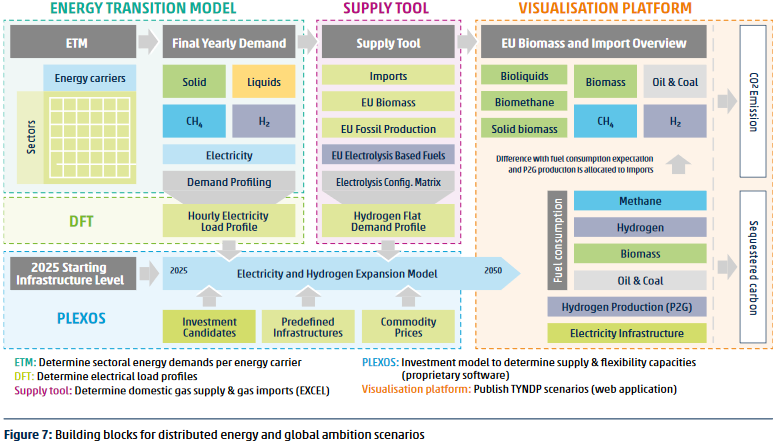 ENERGY TRANSITION MODEL
SUPPLY TOOL
VISUALISATION PLATFORM
ETM
Final Yearly Demand
Supply Tool
EU Biomass and Import Overview
Energy carriers
Sectors
Solid
Liquids
CH4
H2
Electricity
Demand Profiling
Imports
EU Biomass
EU Fossil Production
EU Electrolysis Based Fuels
Electrolysis Config. Matrix
Bioliquids
Biomethane
Solid biomass
Biomass
Oil & Coal
CH4
H2
CO² Emission
Difference with fuel consumption expectation
and P2G production is allocated to imports
DFT
Hourly Electricity
Load Profile
Hydrogen Flat
Demand Profile
Fuel consumption
Methane
Hydrogen
Biomass
Oil & Coal
Hydrogen Production (P2G)
Electricity Infrastructure
Sequestered carbon
2025 Starting
Infrastructure Level
2025
Electricity and Hydrogen Expansion Model
2050
PLEXOS
Investment
Candidates
Predefined
Infrastructure
Commodity
Prices
ETM: Determine sectoral energy demands per energy carrier
DFT: Determine electrical load profiles
Supply tool: Determine domestic gas supply & gas imports (EXCEL)
PLEXOS: Investment model to determine supply & flexibility capacities
(proprietary software)
Visualisation platform: Publish TYNDP scenarios (web application)
Figure 7: Building blocks for distributed energy and global ambition scenarios